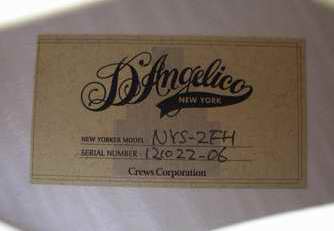 D'Angelico
NEW YORK
NEW YORKER MODEL NYS-2FH
SERIAL NUMBER 121022-06
Crews Corporation